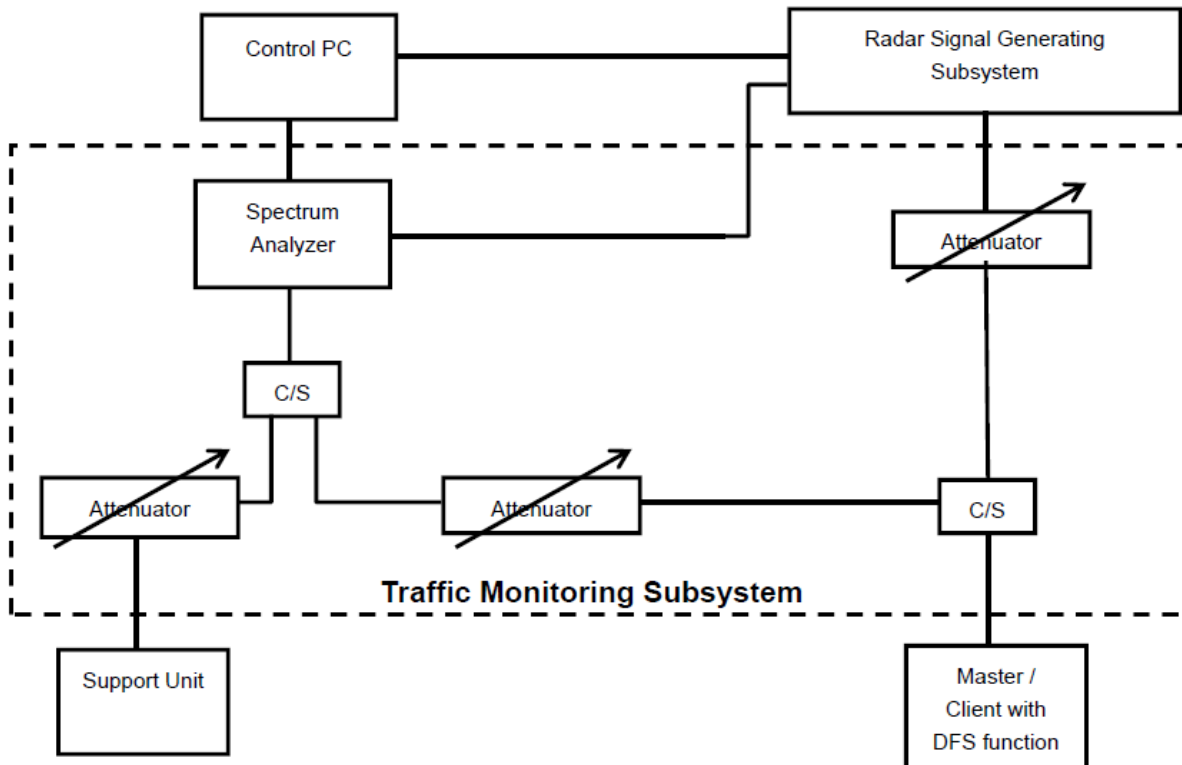 Control PC
Radar Signal Generating
Subsystem
Spectrum
Analyzer
Attenuator
C/S
Attenuator
Attenuator
C/S
Traffic Monitoring Subsystem
Support Unit
Master /
Client with
DFS function